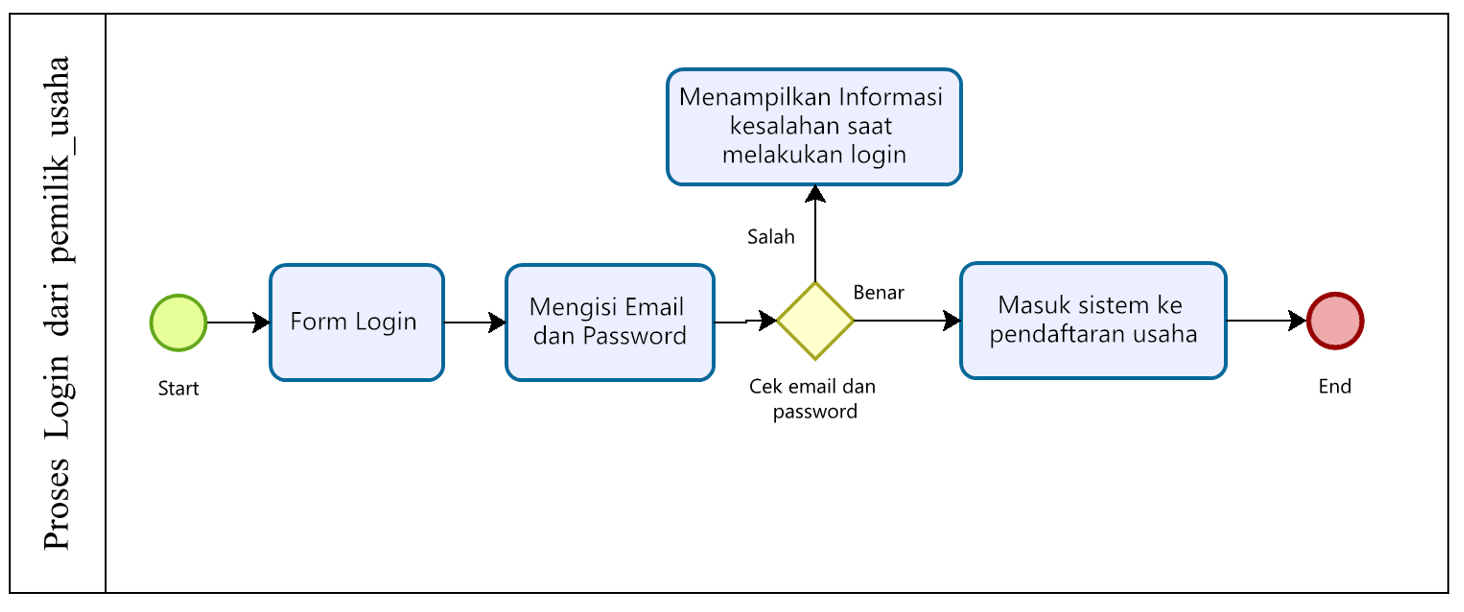 Proses Login dari pemilik_usaha
Menampilkan Informasi
kesalahan saat
melakukan login
Salah
Benar
Form Login
Mengisi Email
dan Password
Masuk sistem ke
pendaftaran usaha
Start
Cek email dan
password
End